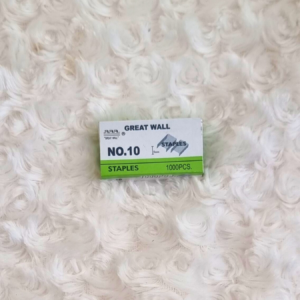 GREAT WALL
NO.10
STAPLES
STAPLES 1000PCS.